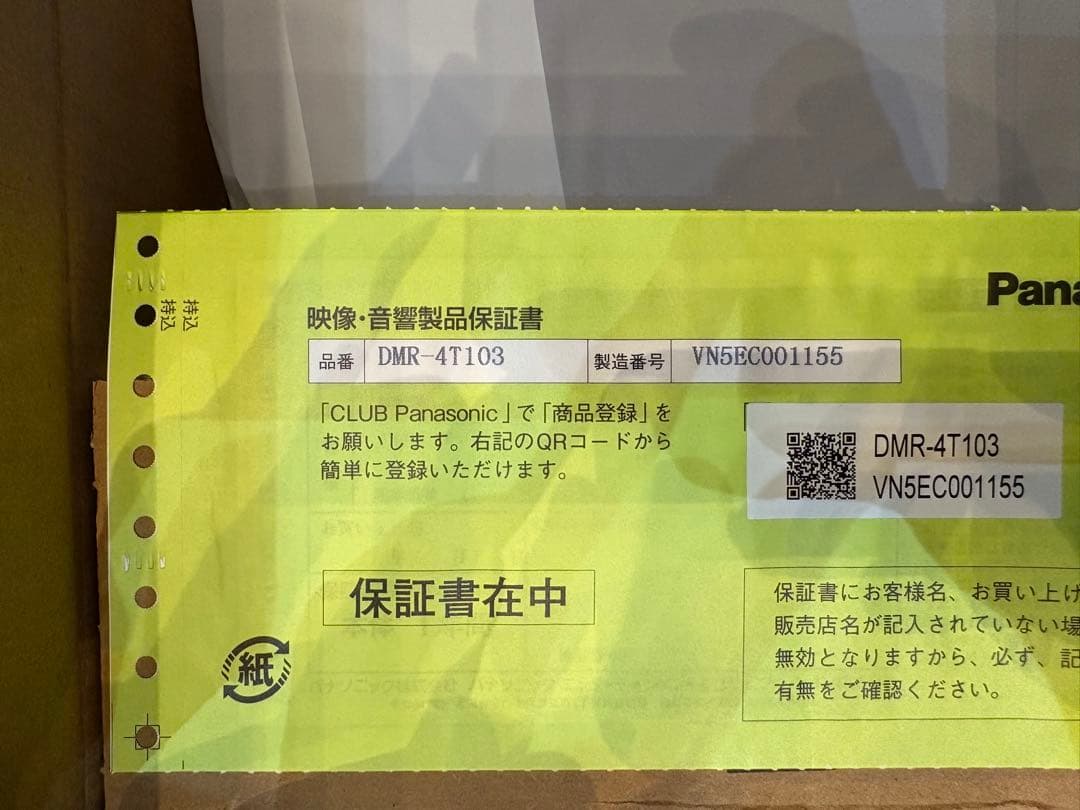 Pana
持込
持込
映像・音響製品保証書
品番 DMR-4T103 製造番号 VN5EC001155
「CLUB Panasonic」で「商品登録」を
お願いします。右記のQRコードから
簡単に登録いただけます。
DMR-4T103
VN5EC001155
保証書在中
紙
保証書にお客様名、お買い上げ
販売店名が記入されていない場
無効となりますから、必ず、記
有無をご確認ください。